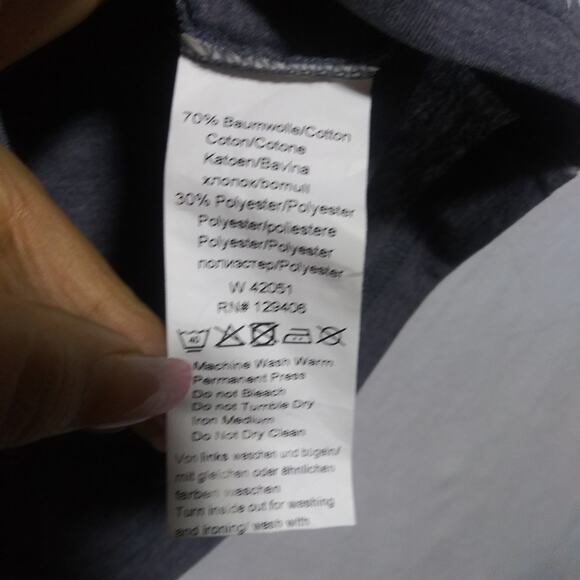 70% Baumwolle/Cotton
Coton/Cotone
Katoen/Bavlna
хлопок/bomull
30% Polyester/Polyester
Polyester/poliestere
Polyester/Polyester
полиэстер/Polyester
W 42051
RN# 129406
40
Machine Wash Warm
Permanent Press
Do not Bleach
Do not Tumble Dry
Iron Medium
Do Not Dry Clean
Von links waschen und bügeln/
mit gleichen oder ähnlichen
farben waschen
Turn inside out for washing
and ironing/ wash with